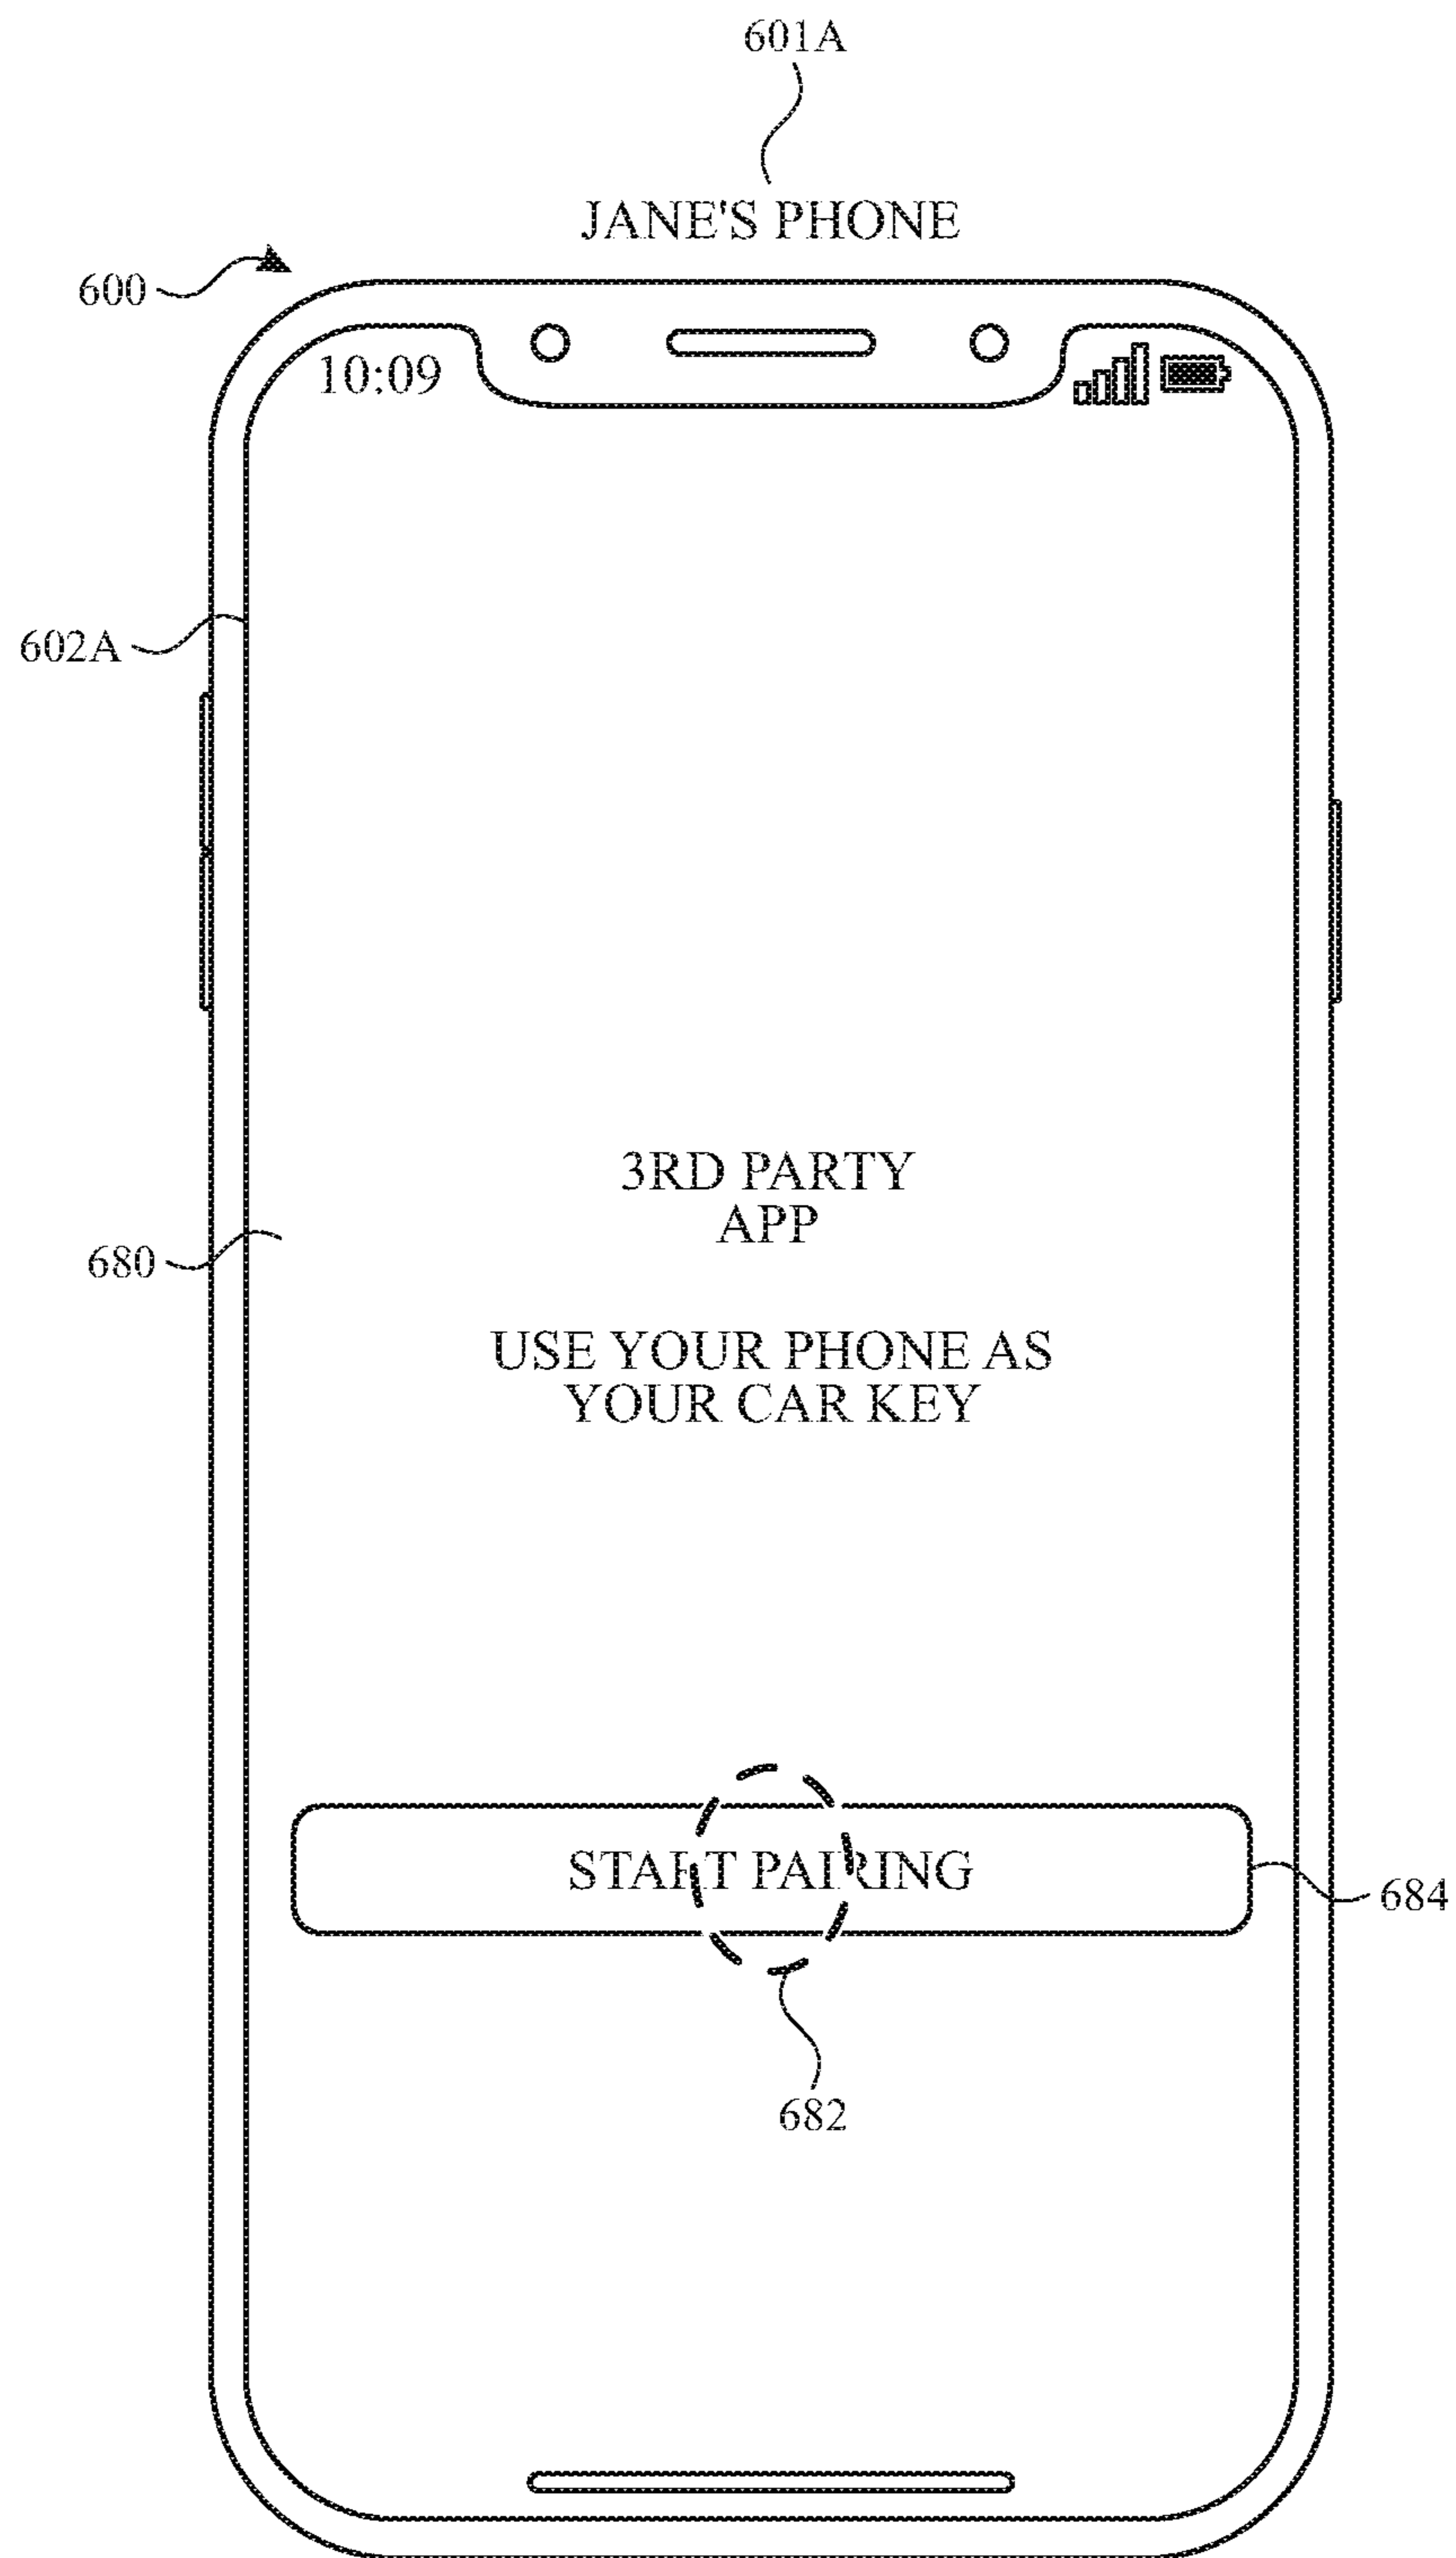 601A
JANE'S PHONE
600
10:09
602A
3RD PARTY
APP
680
USE YOUR PHONE AS
YOUR CAR KEY
START PAIRING
684
682